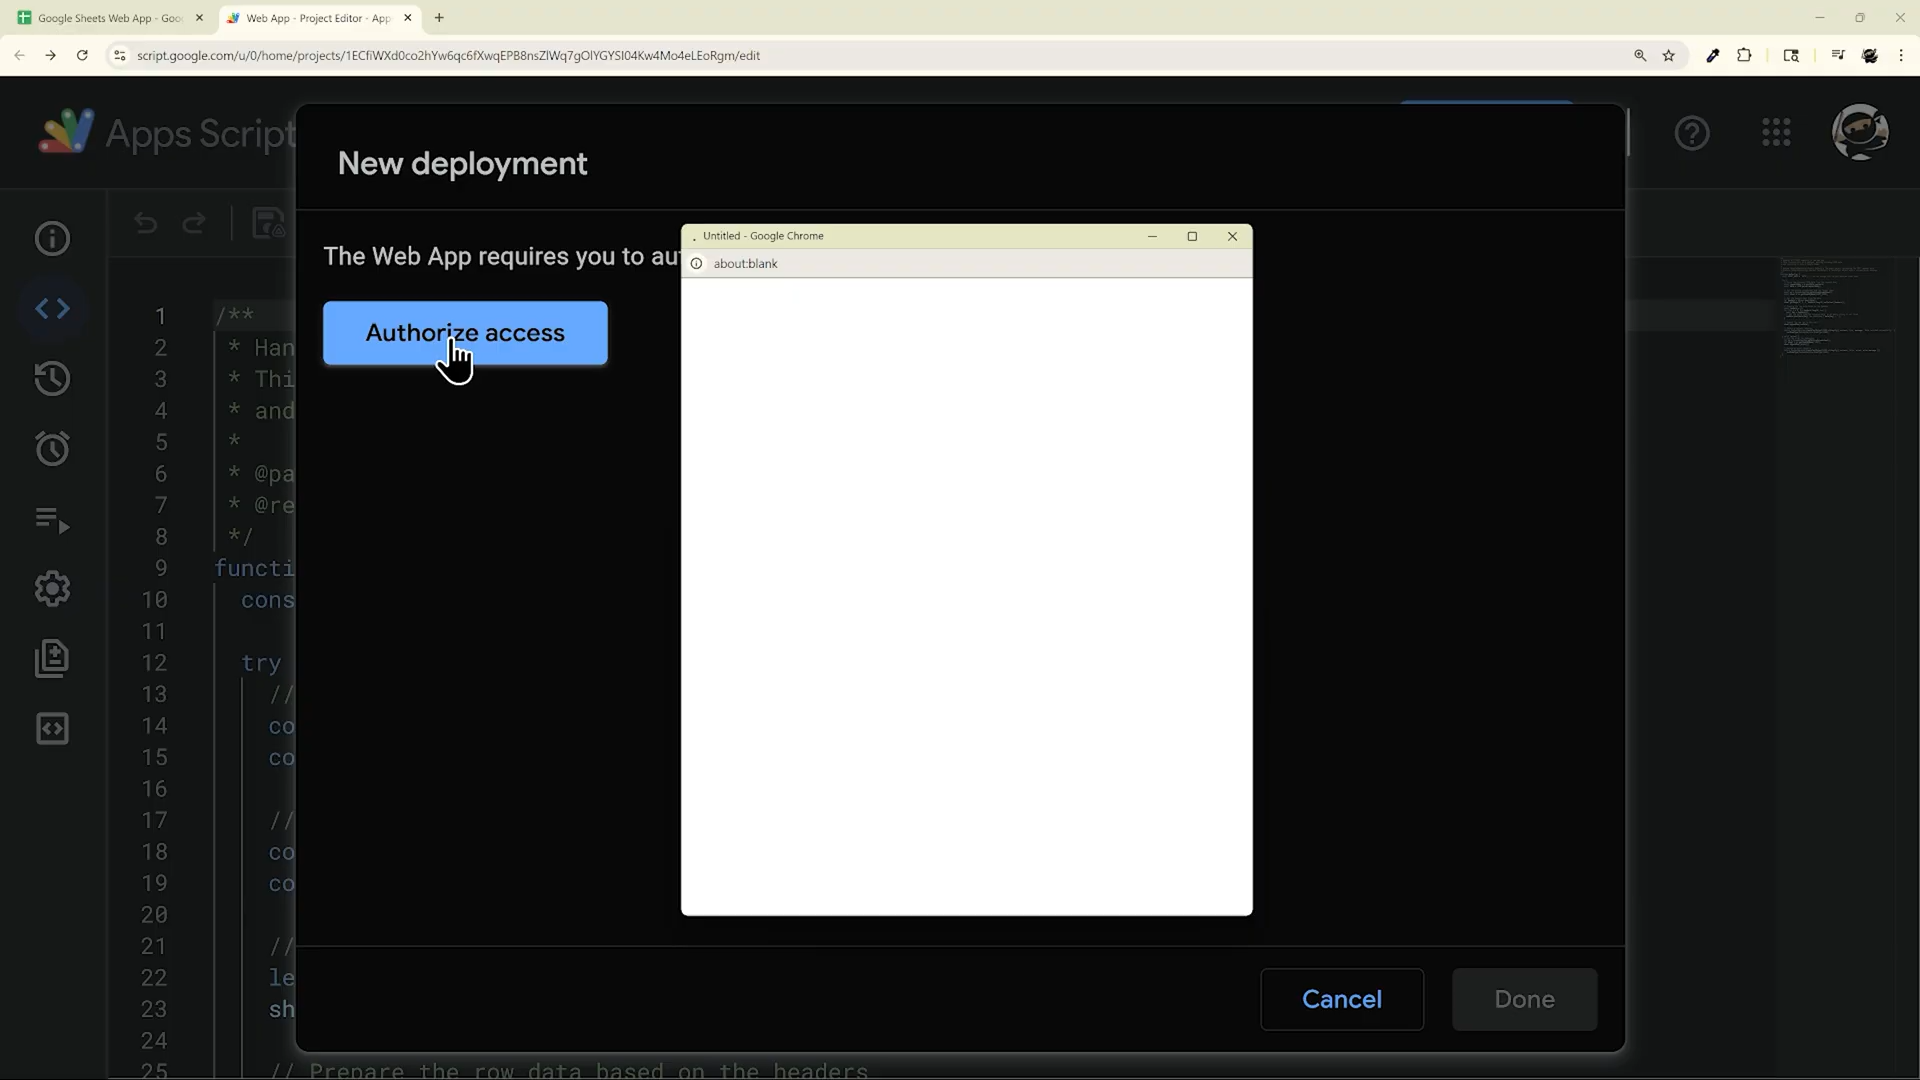 Google Sheets Web App - Goo
Web App - Project Editor - App
script.google.com/u/0/home/projects/1ECfiWXd0co2hYw6qc6fXwqEPB8nsZlWq7gOlYGYSI04Kw4Mo4eLEoRgm/edit
Apps Script
New deployment
The Web App requires you to au
Authorize access
Untitled - Google Chrome
about:blank
1 /**
2 * Han
3 * Thi
4 * and
5 *
6 * @pa
7 * @re
8 */
9 functi
10 cons
11
12 try
13 //
14 co
15 co
16
17 //
18 co
19 co
20
21 //
22 le
23 sh
24
25 // Prepare the row data based on the headers
Cancel
Done